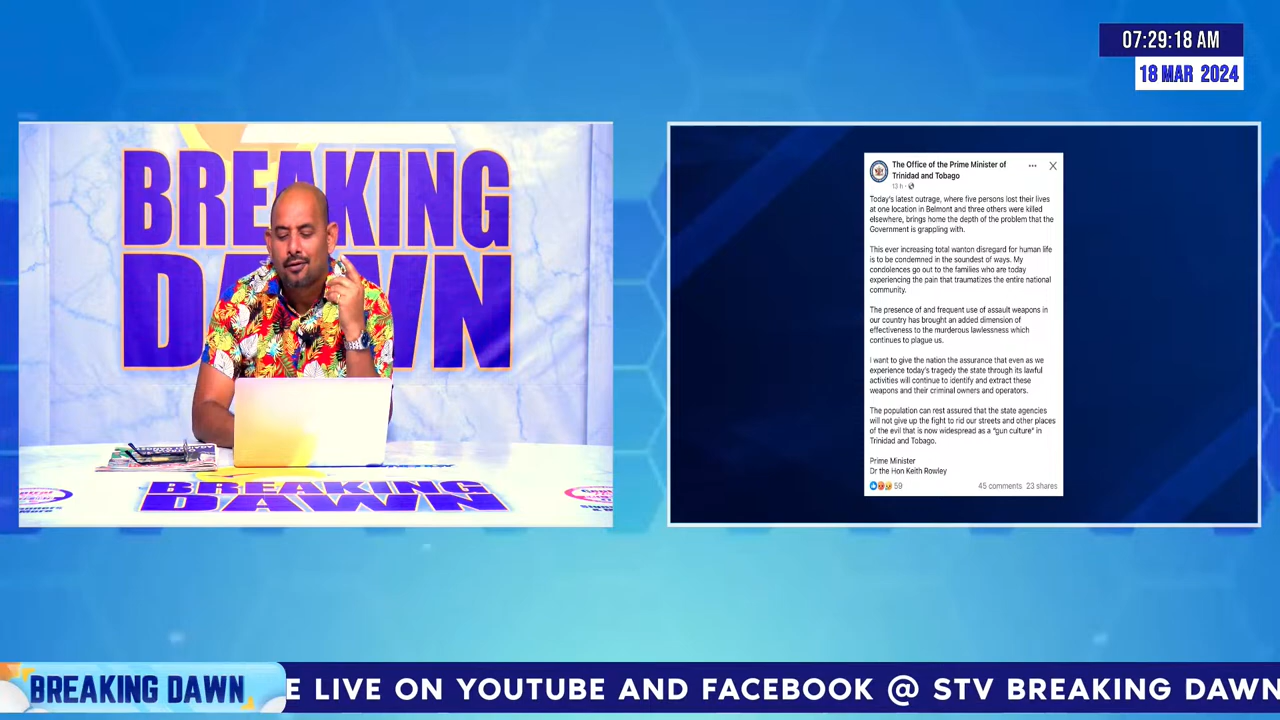 07:29:18 AM
18 MAR 2024
BREAKING
DAWN
BREAKING
DAWN
The Office of the Prime Minister of
Trinidad and Tobago
13 h
Today's latest outrage, where five persons lost their lives
at one location in Belmont and three others were killed
elsewhere, brings home the depth of the problem that the
Government is grappling with.
This ever increasing total wanton disregard for human life
is to be condemned in the soundest of ways. My
condolences go out to the families who are today
experiencing the pain that traumatizes the entire national
community.
The presence of and frequent use of assault weapons in
our country has brought an added dimension of
effectiveness to the murderous lawlessness which
continues to plague us.
I want to give the nation the assurance that even as we
experience today's tragedy the state through its lawful
activities will continue to identify and extract these
weapons and their criminal owners and operators.
The population can rest assured that the state agencies
will not give up the fight to rid our streets and other places
of the evil that is now widespread as a "gun culture" in
Trinidad and Tobago.
Prime Minister
Dr the Hon Keith Rowley
59 45 comments 23 shares
BREAKING DAWN
E LIVE ON YOUTUBE AND FACEBOOK @ STV BREAKING DAWN